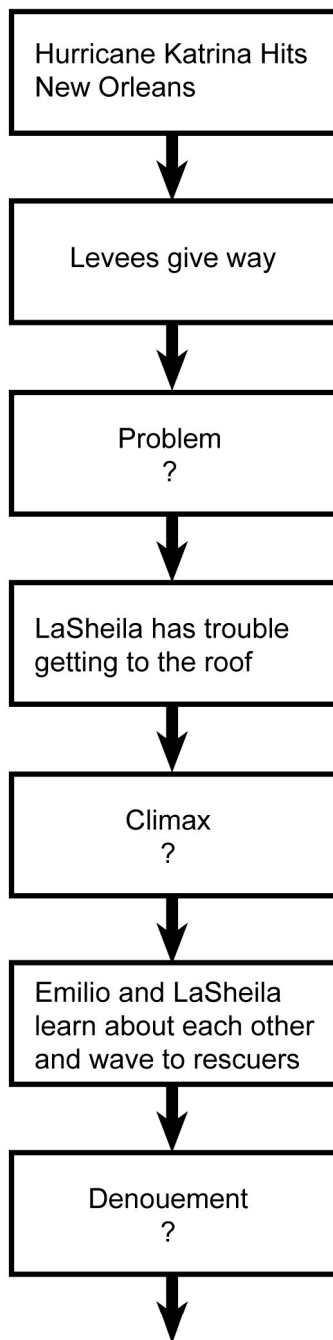 Hurricane Katrina Hits
New Orleans
Levees give way
Problem
?
LaSheila has trouble
getting to the roof
Climax
?
Emilio and LaSheila
learn about each other
and wave to rescuers
Denouement
?